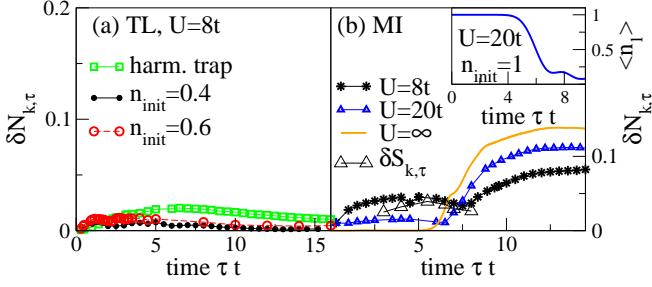 (a) TL, U=8t
harm. trap
n_init=0.4
n_init=0.6
0.2
0.1
0
δN_k,τ
0
5
10
15
time τ t
(b) MI
U=8t
U=20t
U=∞
δS_k,τ
U=20t
n_init=1
1
0.5
<n_1>
0
4
8
time τ t
0.1
0
δN_k,τ
5
10
time τ t